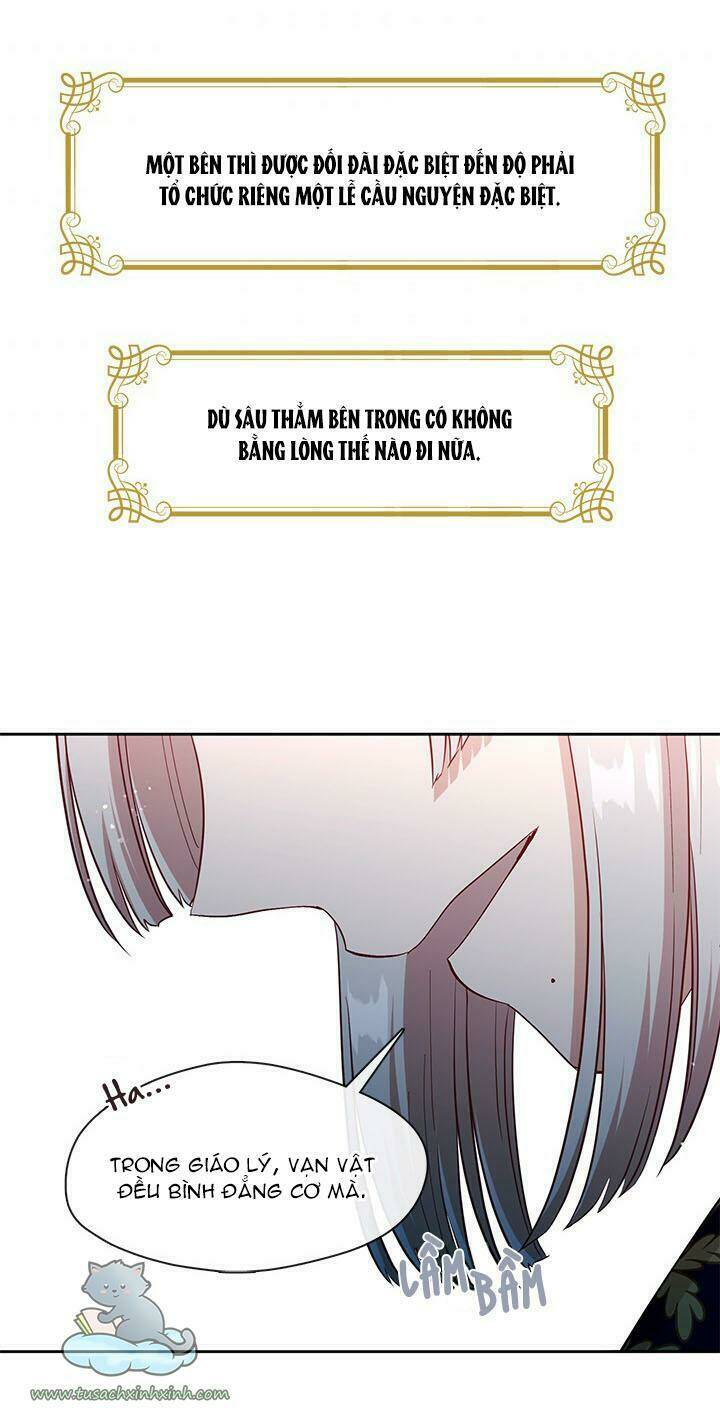 MỘT BÊN THÌ ĐƯỢC ĐỐI ĐÃI ĐẶC BIỆT ĐẾN ĐỘ PHẢI
TỔ CHỨC RIÊNG MỘT LỄ CẦU NGUYỆN ĐẶC BIỆT.
DÙ SÂU THẲM BÊN TRONG CÓ KHÔNG
BẰNG LÒNG THẾ NÀO ĐI NỮA.
Ha...
TRONG GIÁO LÝ, VẠN VẬT
ĐỀU BÌNH ĐẲNG CƠ MÀ.
LẦM
BẦM
www.tusachxinhxinh.com